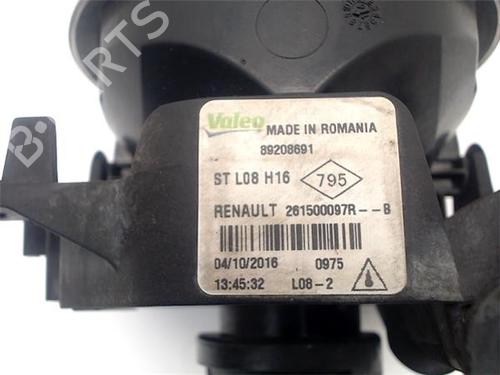 Valeo MADE IN ROMANIA
89208691
ST L08 H16 795
RENAULT 261500097R--B
04/10/2016 0975
13:45:32 L08-2